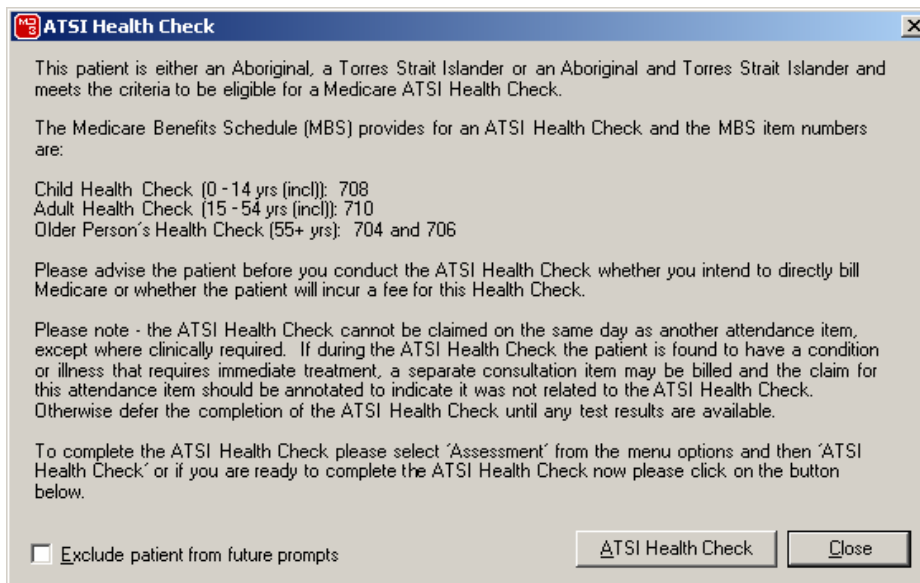 MD
3
ATSI Health Check
This patient is either an Aboriginal, a Torres Strait Islander or an Aboriginal and Torres Strait Islander and
meets the criteria to be eligible for a Medicare ATSI Health Check.
The Medicare Benefits Schedule (MBS) provides for an ATSI Health Check and the MBS item numbers
are:
Child Health Check (0 - 14 yrs (incl)): 708
Adult Health Check (15 - 54 yrs (incl)): 710
Older Person's Health Check (55+ yrs): 704 and 706
Please advise the patient before you conduct the ATSI Health Check whether you intend to directly bill
Medicare or whether the patient will incur a fee for this Health Check.
Please note - the ATSI Health Check cannot be claimed on the same day as another attendance item,
except where clinically required. If during the ATSI Health Check the patient is found to have a condition
or illness that requires immediate treatment, a separate consultation item may be billed and the claim for
this attendance item should be annotated to indicate it was not related to the ATSI Health Check.
Otherwise defer the completion of the ATSI Health Check until any test results are available.
To complete the ATSI Health Check please select 'Assessment' from the menu options and then 'ATSI
Health Check' or if you are ready to complete the ATSI Health Check now please click on the button
below.
Exclude patient from future prompts
ATSI Health Check
Close